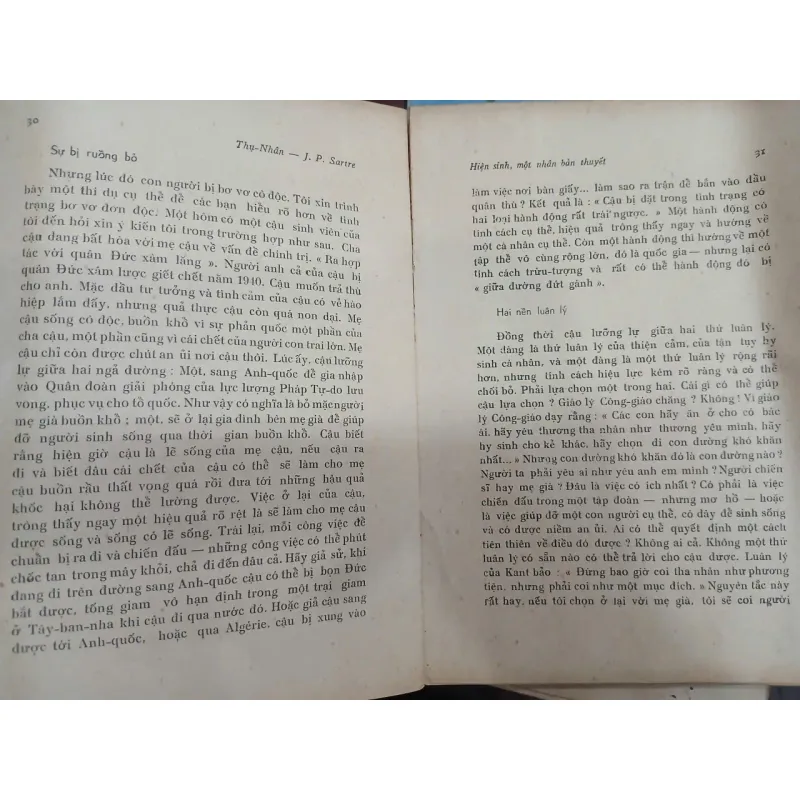 30
Thụ-Nhân — J. P. Sartre
Sự bị ruồng bỏ
Nhưng lúc đó con người bị bơ vơ cô độc. Tôi xin trình
bày một thí dụ cụ thể để các bạn hiểu rõ hơn về tình
trạng bơ vơ đơn độc. Một hôm có một cậu sinh viên của
tôi đến hỏi xin ý kiến tôi trong trường hợp như sau. Cha
cậu đang bất hòa với mẹ cậu về vấn đề chính trị. « Ra hợp
tác với quân Đức xâm lăng ». Người anh cả của cậu bị
quân Đức xâm lược giết chết năm 1940. Cậu muốn trả thù
cho anh. Mặc dầu tư tưởng và tình cảm của cậu có vẻ hào
hiệp lắm đấy, nhưng quả thực cậu còn quá non dại. Mẹ
cậu sống cô độc, buồn khổ vì sự phản quốc một phần của
cha cậu, một phần cũng vì cái chết của người con trai lớn. Mẹ
cậu chỉ còn được chút an ủi nơi cậu thôi. Lúc ấy, cậu lưỡng
lự giữa hai ngả đường : Một, sang Anh-quốc để gia nhập
vào Quân đoàn giải phóng của lực lượng Pháp Tự-do lưu
vong, phục vụ cho tổ quốc. Như vậy có nghĩa là bỏ mặc người
mẹ già buồn khổ ; một, sẽ ở lại gia đình bên mẹ để giúp
đỡ người sinh sống qua thời gian buồn khổ. Cậu biết
rằng hiện giờ cậu là lẽ sống của mẹ cậu, nếu cậu ra
đi và biết đâu cái chết của cậu có thể sẽ làm cho mẹ
cậu buồn rầu thất vọng quá rồi đưa tới những hậu quả
khốc hại không thể lường được. Việc ở lại của cậu,
trông thấy ngay một hiệu quả rõ rệt là sẽ làm cho mẹ cậu
được sống và sống có lẽ sống. Trái lại, mỗi công việc để
chuẩn bị ra đi và chiến đấu — những công việc có thể phút
chốc tan trong mây khỏi, chả đi đến đâu cả. Hãy giả sử, khi
đang đi trên đường sang Anh-quốc cậu có thể bị bọn Đức
bắt được, tống giam vô hạn định trong một trại giam
ở Tây-ban-nha khi cậu đi qua nước đó. Hoặc giả cậu sang
được tới Anh-quốc, hoặc qua Algérie, cậu bị xung vào
Hiện sinh, một nhân bản thuyết
31
làm việc nơi bàn giấy... làm sao ra trận để bắn vào đầu
quân thù ? Kết quả là : « Cậu bị đặt trong tình trạng có
hai loại hành động rất trái ngược. » Một hành động có
tính cách cụ thể, hiệu quả trông thấy ngay và hướng về
một cá nhân cụ thể. Còn một hành động thì hướng về một
tập thể vô cùng rộng lớn, đó là quốc gia— nhưng lại có
tính cách trừu-tượng và rất có thể hành động đó bị
« giữa đường đứt gánh ».
Hai nền luân lý
Đồng thời cậu lưỡng lự giữa hai thứ luân lý.
Một đàng là thứ luân lý của thiện cảm, của tận tụy hy
sinh cá nhân, và một đàng là một thứ luân lý rộng rãi
hơn, nhưng tính cách hiệu lực kém rõ ràng và có thể
chối bỏ. Phải lựa chọn một trong hai. Cái gì có thể giúp
cậu lựa chọn ? Giáo lý Công-giáo chăng ? Không ! Vì giáo
lý Công-giáo dạy rằng : « Các con hãy ăn ở cho có bác
ái, hãy yêu thương tha nhân như thương yêu mình, hãy
hy sinh cho kẻ khác, hãy chọn đi con đường khó khăn
nhất... » Nhưng con đường khó khăn đó là con đường nào ?
Người ta phải yêu ai như yêu anh em mình ? Người chiến
sĩ hay mẹ già ? Đâu là việc có ích nhất ? Có phải là việc
chiến đấu trong một tập đoàn — nhưng mơ hồ — hoặc
là việc giúp đỡ một con người cụ thể, có đây để sinh sống
và có được niềm an ủi. Ai có thể quyết định một cách
tiên thiên về điều đó được ? Không ai cả. Không một thứ
luân lý có sẵn nào có thể trả lời cho cậu được. Luân lý
của Kant bảo : « Đừng bao giờ coi tha nhân như phương
tiện, nhưng phải coi như một mục đích. » Nguyên tắc này
rất hay, nếu tôi chọn ở lại với mẹ già, tôi sẽ coi người